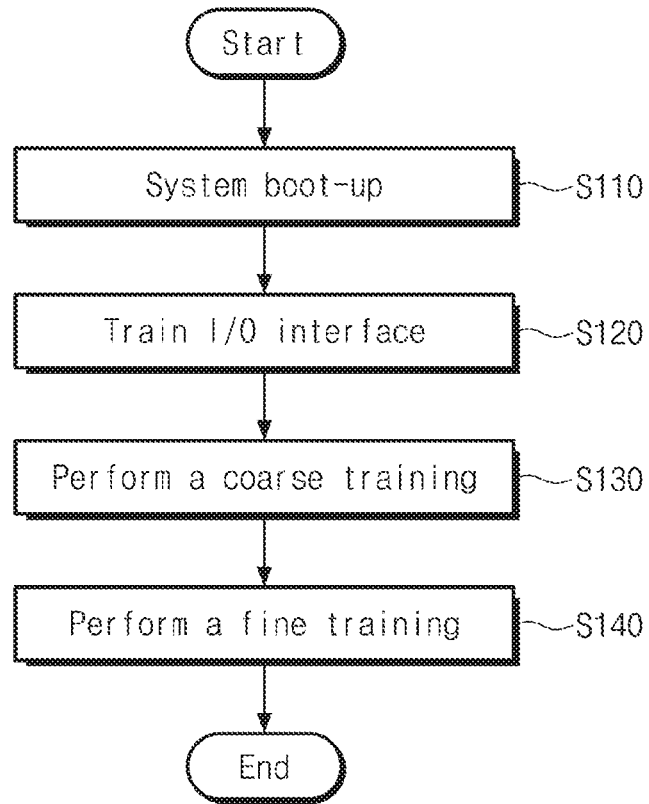 Start
System boot-up
S110
Train I/O interface
S120
Perform a coarse training
S130
Perform a fine training
S140
End